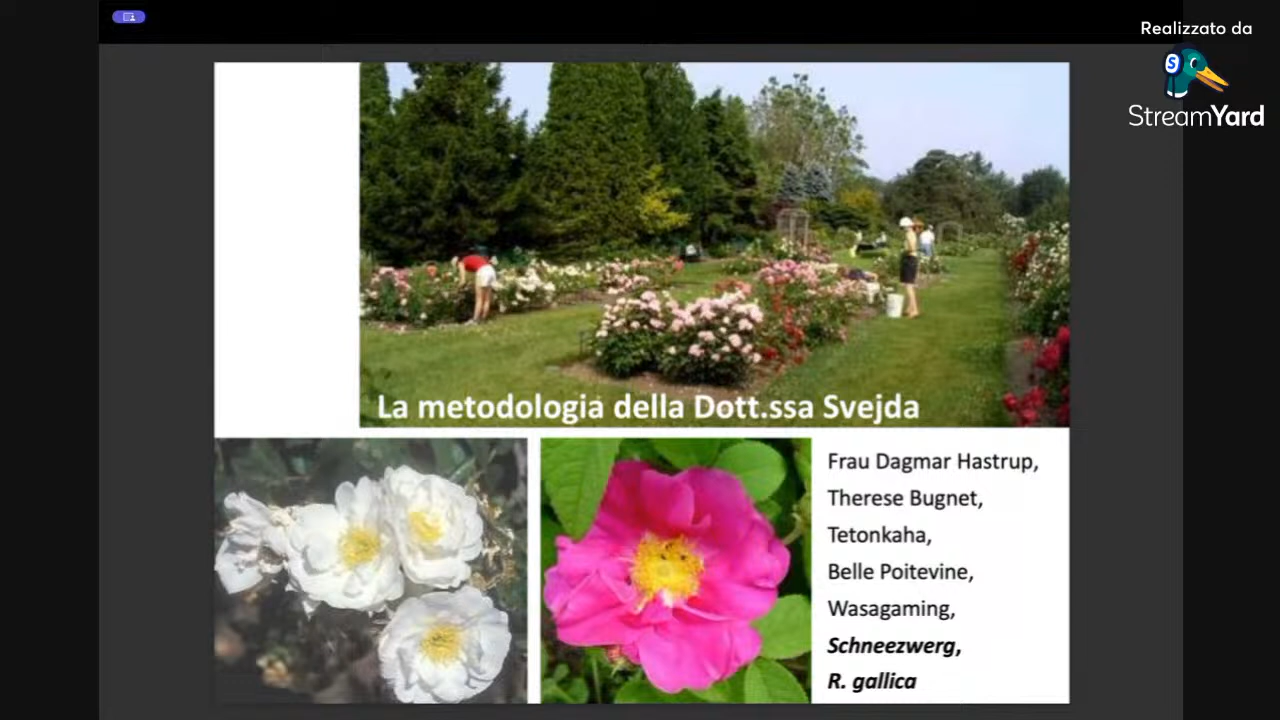 Realizzato da
S
StreamYard
La metodologia della Dott.ssa Svejda
Frau Dagmar Hastrup,
Therese Bugnet,
Tetonkaha,
Belle Poitevine,
Wasagaming,
Schneezwerg,
R. gallica